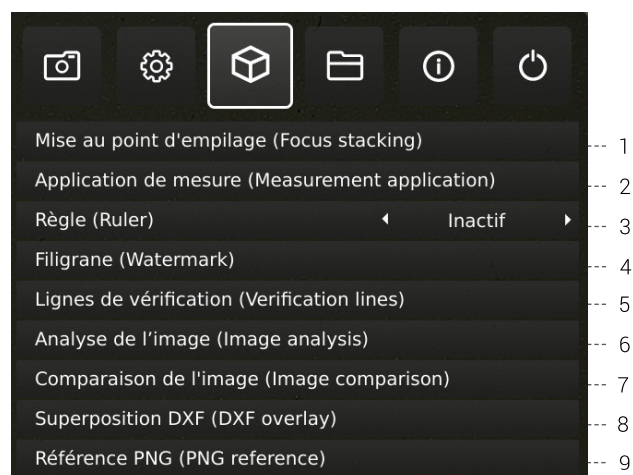 Mise au point d'empilage (Focus stacking) 1
Application de mesure (Measurement application) 2
Règle (Ruler) Inactif 3
Filigrane (Watermark) 4
Lignes de vérification (Verification lines) 5
Analyse de l’image (Image analysis) 6
Comparaison de l'image (Image comparison) 7
Superposition DXF (DXF overlay) 8
Référence PNG (PNG reference) 9